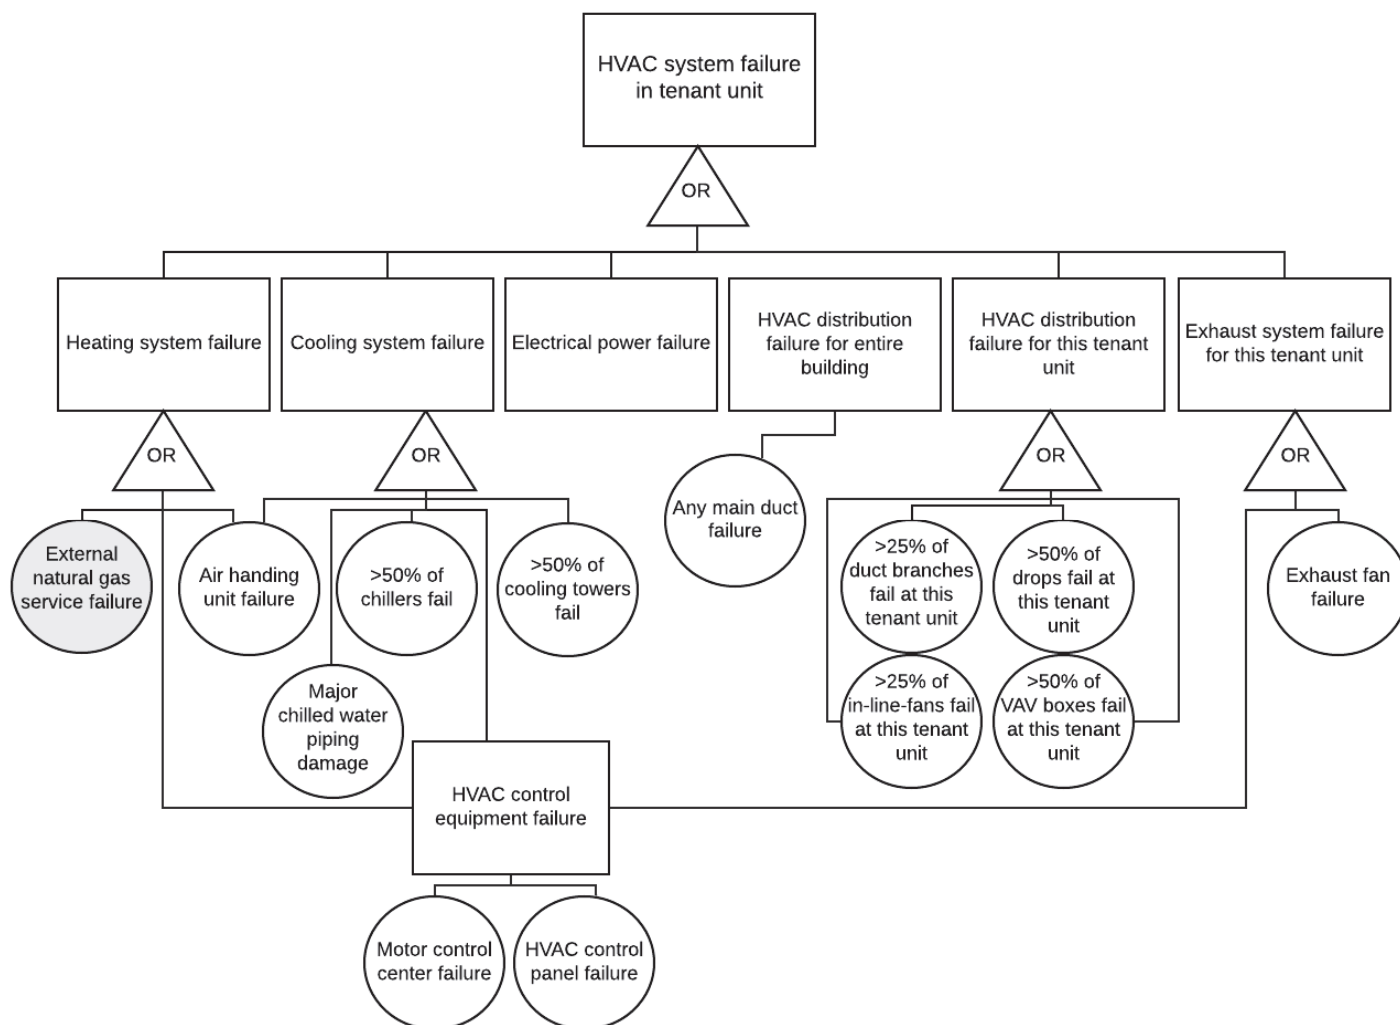 HVAC system failure
in tenant unit
OR
Heating system failure
Cooling system failure
Electrical power failure
HVAC distribution
failure for entire
building
HVAC distribution
failure for this tenant
unit
Exhaust system failure
for this tenant unit
OR
OR
OR
OR
External
natural gas
service failure
Air handing
unit failure
>50% of
chillers fail
>50% of
cooling towers
fail
Any main duct
failure
>25% of
duct branches
fail at this
tenant unit
>50% of
drops fail at
this tenant
unit
Exhaust fan
failure
Major
chilled water
piping
damage
>25% of
in-line-fans fail
at this tenant
unit
>50% of
VAV boxes fail
at this tenant
unit
HVAC control
equipment failure
Motor control
center failure
HVAC control
panel failure